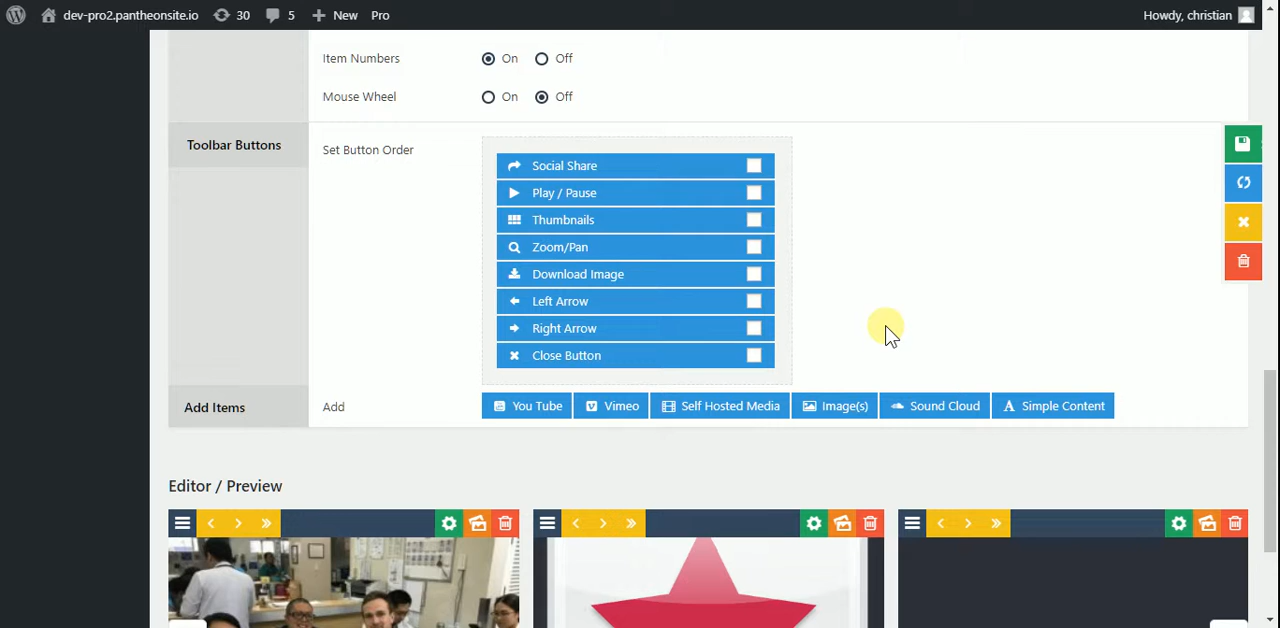 dev-pro2.pantheonsite.io 30 5 New Pro Howdy, christian
Item Numbers On Off
Mouse Wheel On Off
Toolbar Buttons Set Button Order
Social Share
Play / Pause
Thumbnails
Zoom/Pan
Download Image
Left Arrow
Right Arrow
Close Button
Add Items Add You Tube Vimeo Self Hosted Media Image(s) Sound Cloud Simple Content
Editor / Preview